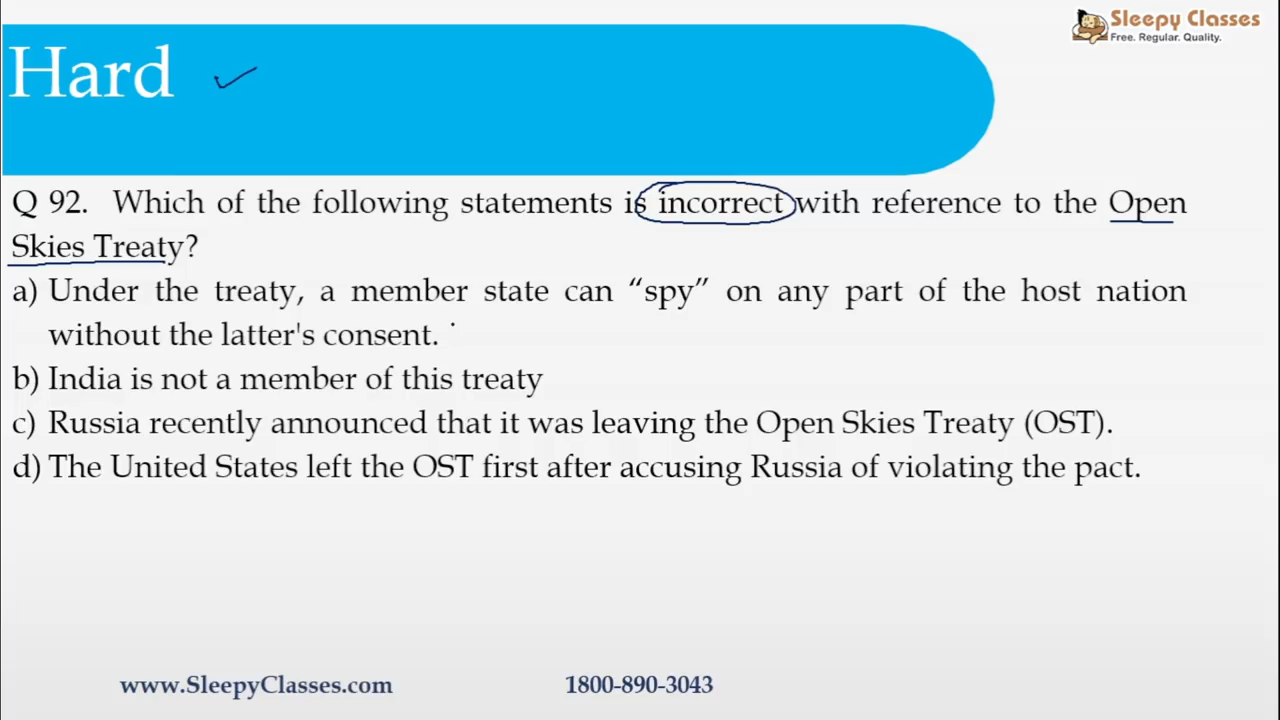 Sleepy Classes
Free. Regular. Quality.
Hard
Q 92. Which of the following statements is incorrect with reference to the Open
Skies Treaty?
a) Under the treaty, a member state can “spy” on any part of the host nation
without the latter's consent.
b) India is not a member of this treaty
c) Russia recently announced that it was leaving the Open Skies Treaty (OST).
d) The United States left the OST first after accusing Russia of violating the pact.
www.SleepyClasses.com
1800-890-3043